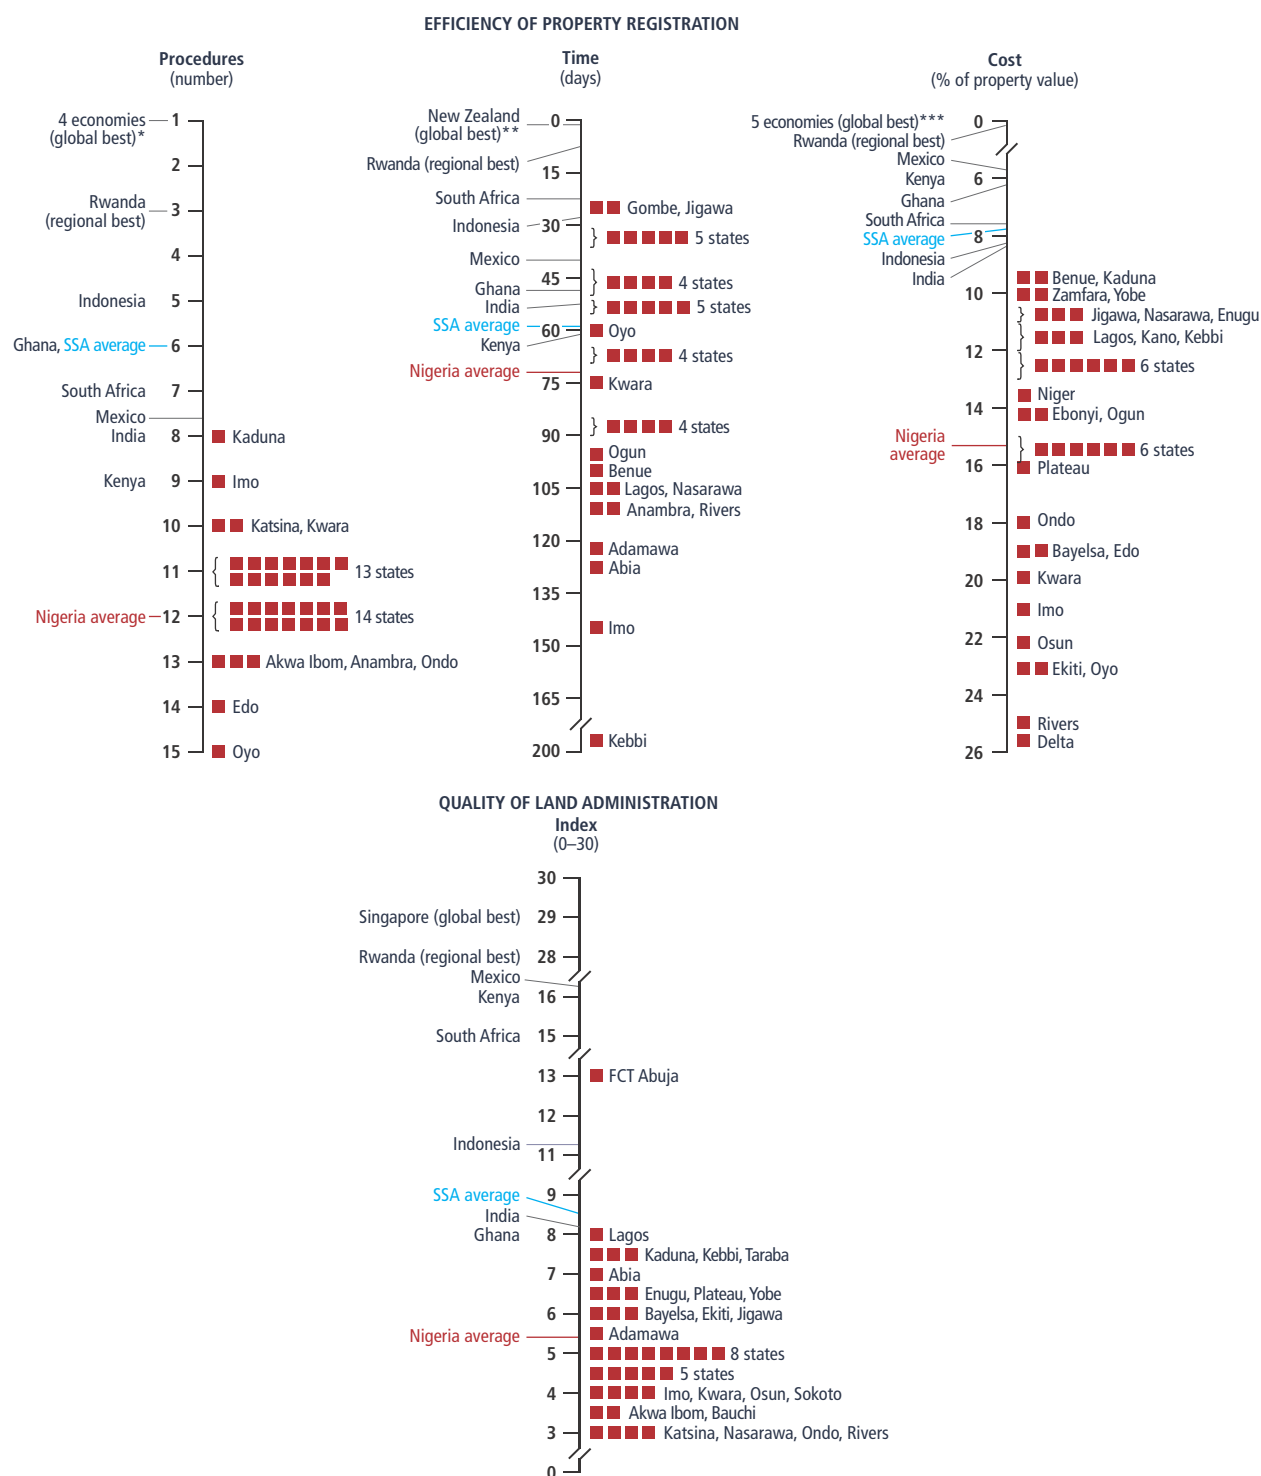 EFFICIENCY OF PROPERTY REGISTRATION
Procedures
(number)
4 economies
(global best)*
1
2
Rwanda
(regional best)
3
4
Indonesia 5
Ghana, SSA average 6
South Africa 7
Mexico
India 8 Kaduna
Kenya 9 Imo
10 Katsina, Kwara
11 { 13 states
Nigeria average 12 { 14 states
13 Akwa Ibom, Anambra, Ondo
14 Edo
15 Oyo
Time
(days)
New Zealand
(global best)**
0
Rwanda (regional best)
15
South Africa
Gombe, Jigawa
Indonesia 30
} 5 states
Mexico
45
} 4 states
Ghana
India } 5 states
SSA average 60 Oyo
Kenya
} 4 states
Nigeria average
75 Kwara
} 4 states
90
Ogun
Benue
105 Lagos, Nasarawa
Anambra, Rivers
120
Adamawa
Abia
135
Imo
150
165
Kebbi
200
Cost
(% of property value)
5 economies (global best)*** 0
Rwanda (regional best)
Mexico
Kenya 6
Ghana
South Africa
SSA average 8
Indonesia
India
Benue, Kaduna
10 Zamfara, Yobe
} Jigawa, Nasarawa, Enugu
} Lagos, Kano, Kebbi
12
} 6 states
Niger
14 Ebonyi, Ogun
Nigeria
average
} 6 states
16 Plateau
18 Ondo
Bayelsa, Edo
20 Kwara
Imo
22 Osun
Ekiti, Oyo
24
Rivers
Delta
26
QUALITY OF LAND ADMINISTRATION
Index
(0–30)
30
Singapore (global best) 29
Rwanda (regional best) 28
Mexico
Kenya 16
South Africa 15
13 FCT Abuja
12
Indonesia
11
SSA average 9
India
Ghana 8 Lagos
Kaduna, Kebbi, Taraba
7 Abia
Enugu, Plateau, Yobe
6 Bayelsa, Ekiti, Jigawa
Nigeria average Adamawa
5 8 states
5 states
4 Imo, Kwara, Osun, Sokoto
Akwa Ibom, Bauchi
3 Katsina, Nasarawa, Ondo, Rivers
0